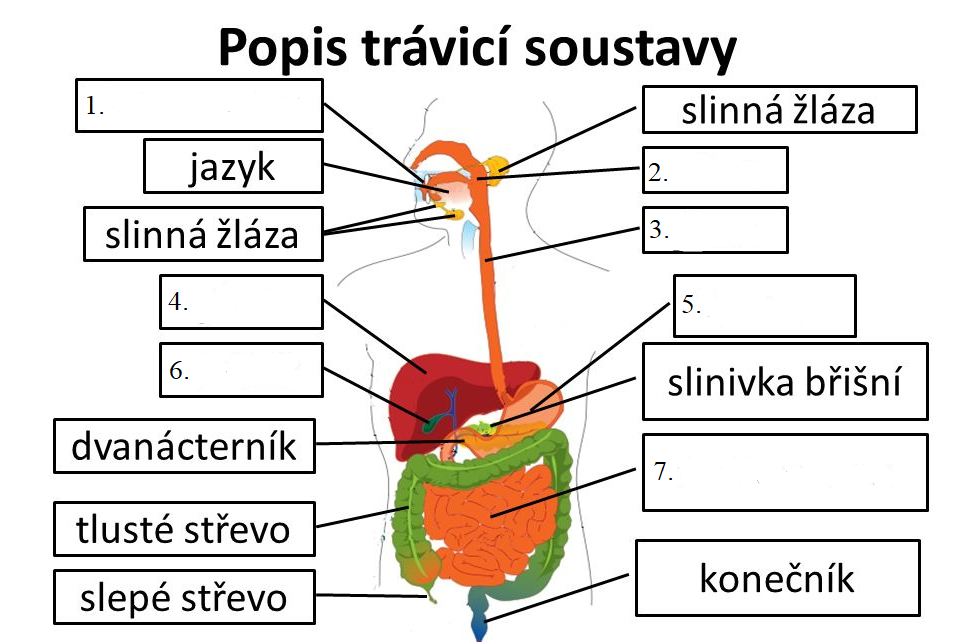 Popis trávicí soustavy
1.
slinná žláza
jazyk
2.
slinná žláza
3.
4.
5.
6.
slinivka břišní
dvanácterník
7.
tlusté střevo
konečník
slepé střevo